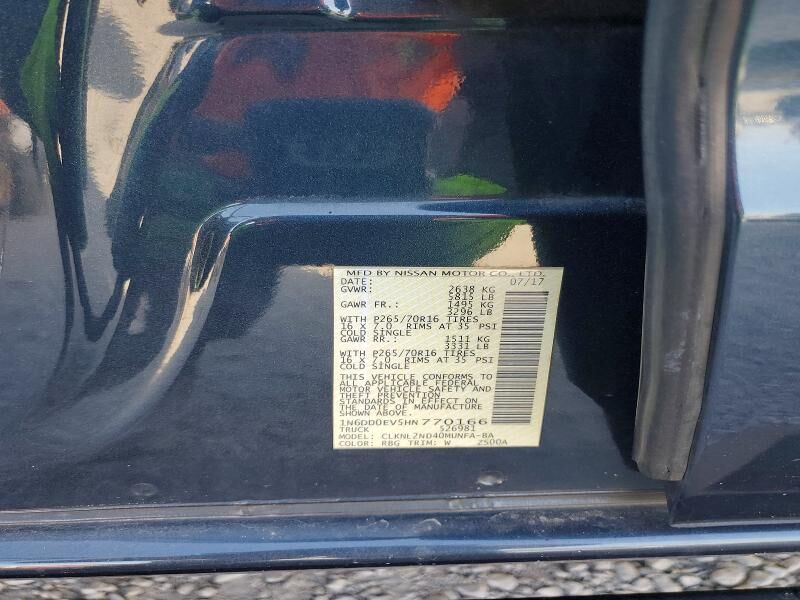 MFD BY NISSAN MOTOR CO., LTD.
DATE: 07/17
GVWR: 2638 KG
5815 LB
GAWR FR.: 1495 KG
3296 LB
WITH P265/70R16 TIRES
16 X 7.0 RIMS AT 35 PSI
COLD SINGLE
GAWR RR.: 1511 KG
3331 LB
WITH P265/70R16 TIRES
16 X 7.0 RIMS AT 35 PSI
COLD SINGLE
THIS VEHICLE CONFORMS TO
ALL APPLICABLE FEDERAL
MOTOR VEHICLE SAFETY AND
THEFT PREVENTION
STANDARDS IN EFFECT ON
THE DATE OF MANUFACTURE
SHOWN ABOVE.
1N6DD0EV5HN770166
TRUCK 526981
MODEL: CLKNL2ND40MUNFA-BA
COLOR: RBG TRIM: W 2500A